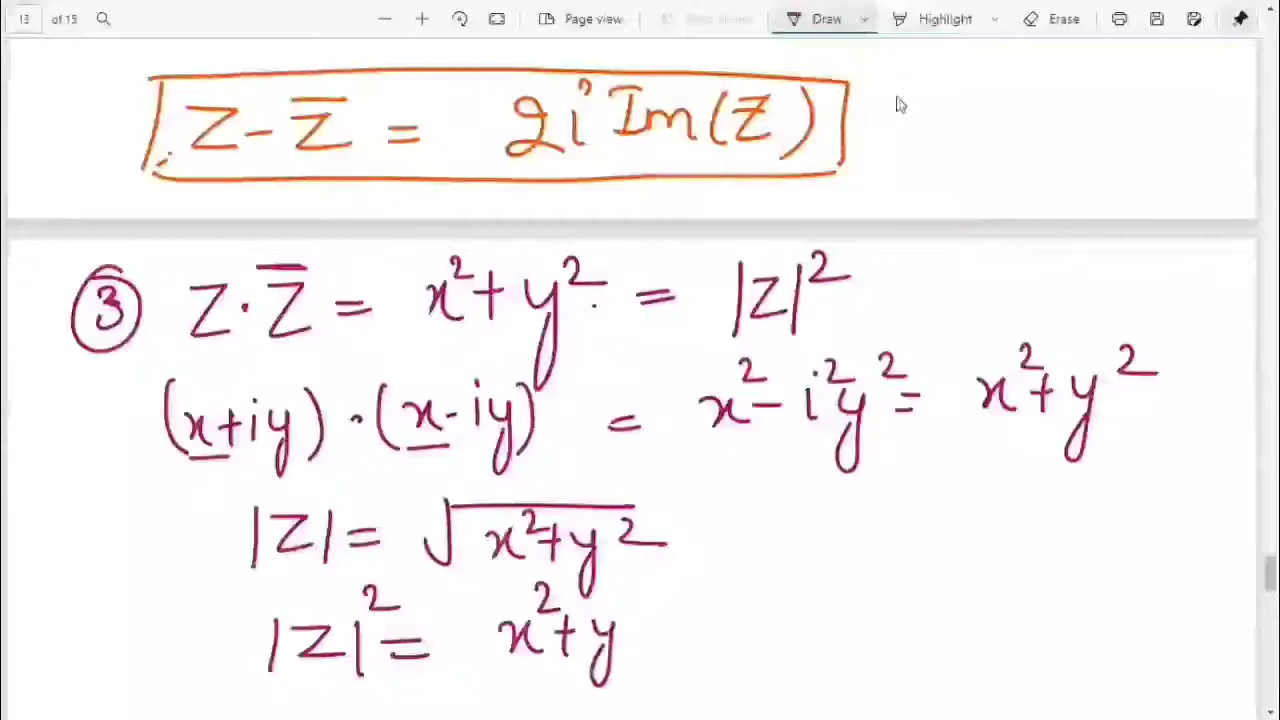 13 of 15 Page view Draw Highlight Erase
Z - Z̅ = 2i Im(Z)
③ Z · Z̅ = x² + y² = |Z|²
(x+iy) · (x-iy) = x² - i²y² = x² + y²
|Z| = √(x²+y²)
|Z|² = x² + y